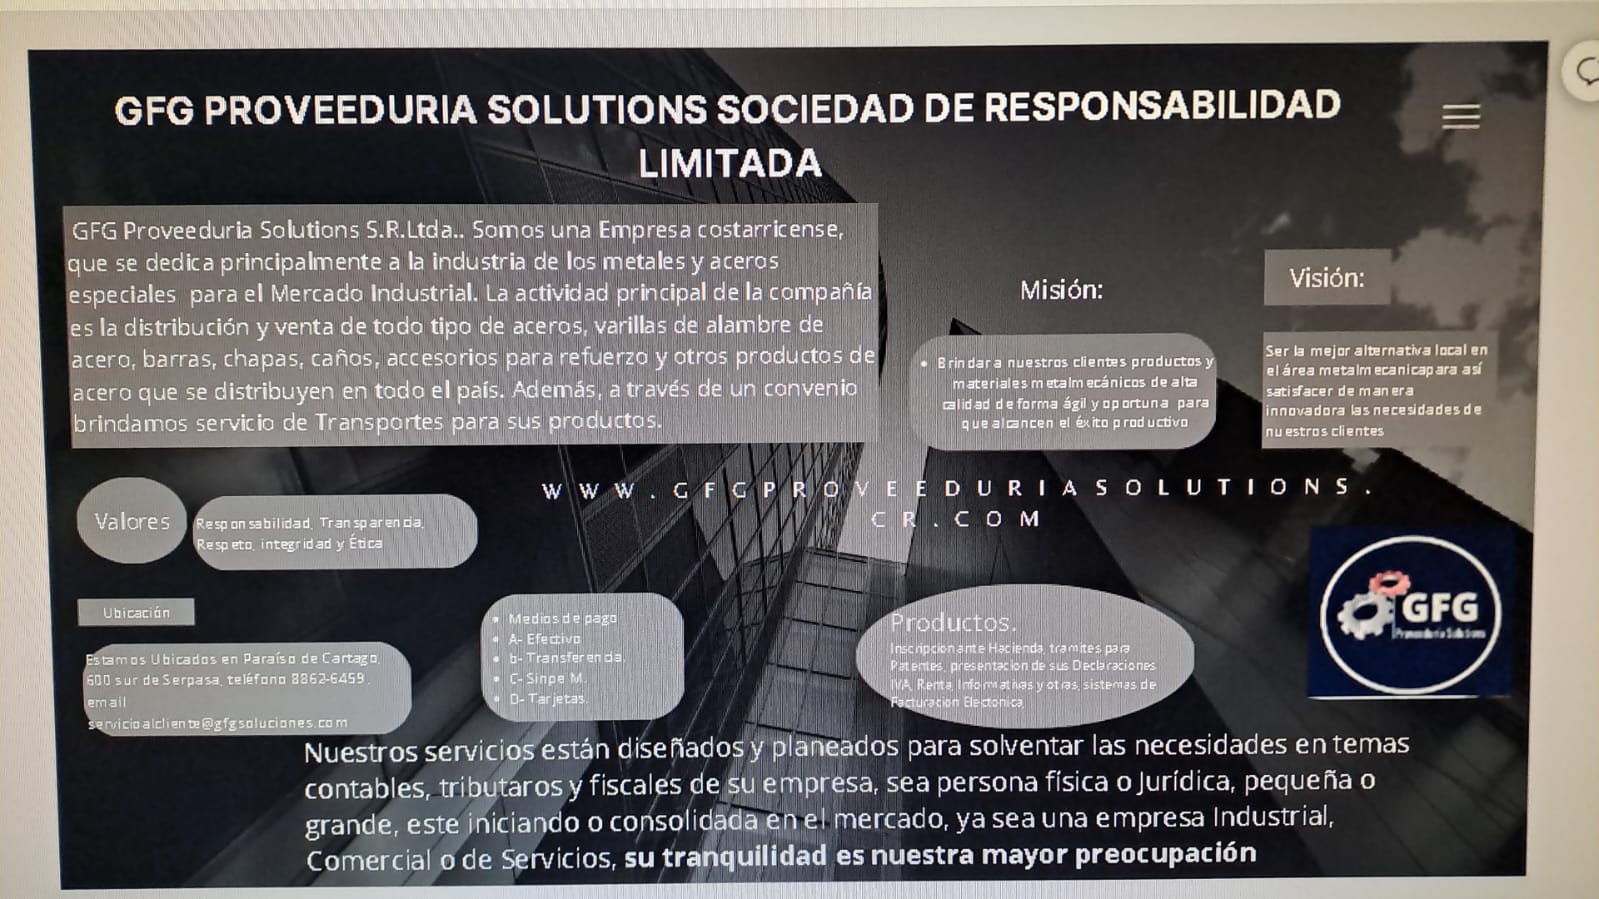 GFG PROVEEDURIA SOLUTIONS SOCIEDAD DE RESPONSABILIDAD
LIMITADA
GFG Proveeduria Solutions S.R.Ltda.. Somos una Empresa costarricense,
que se dedica principalmente a la industria de los metales y aceros
especiales para el Mercado Industrial. La actividad principal de la compañía
es la distribución y venta de todo tipo de aceros, varillas de alambre de
acero, barras, chapas, caños, accesorios para refuerzo y otros productos de
acero que se distribuyen en todo el país. Además, a través de un convenio
brindamos servicio de Transportes para sus productos.
Misión:
• Brindar a nuestros clientes productos y
materiales metalmecánicos de alta
calidad de forma ágil y oportuna para
que alcancen el éxito productivo
Visión:
Ser la mejor alternativa local en
el área metalmecanicapara así
satisfacer de manera
innovadora las necesidades de
nuestros clientes
WWW.GFGPROVEEDURIASOLUTIONS.
CR.COM
Valores
Responsabilidad, Transparencia,
Respeto, integridad y Ética
Ubicación
Estamos Ubicados en Paraíso de Cartago,
600 sur de Serpasa, teléfono 8862-6459,
email
servicioalcliente@gfgsoluciones.com
• Medios de pago
• A- Efectivo
• b- Transferencia.
• C- Sinpe M.
• D- Tarjetas.
Productos.
Inscripcion ante Hacienda, tramites para
Patentes, presentacion de sus Declaraciones
IVA, Renta, Informativas y otras, sistemas de
Facturacion Electonica,
GFG
Proveeduria Solutions
Nuestros servicios están diseñados y planeados para solventar las necesidades en temas
contables, tributaros y fiscales de su empresa, sea persona física o Jurídica, pequeña o
grande, este iniciando o consolidada en el mercado, ya sea una empresa Industrial,
Comercial o de Servicios, su tranquilidad es nuestra mayor preocupación